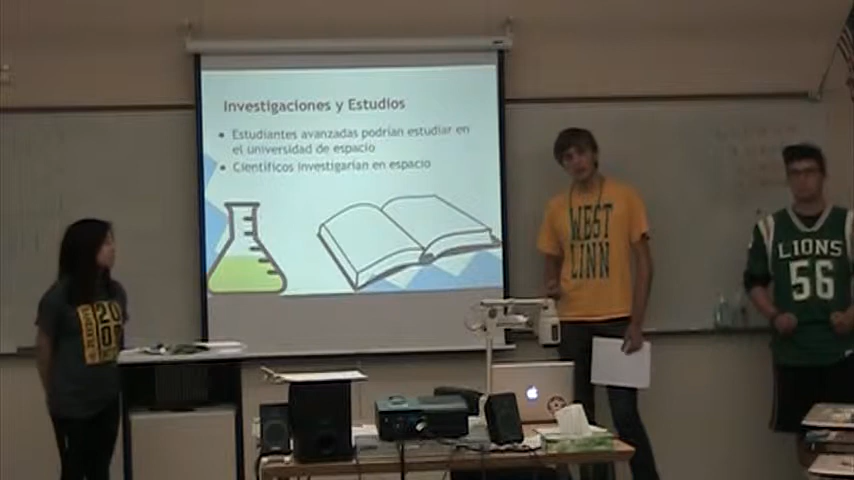 Investigaciones y Estudios
• Estudiantes avanzadas podrían estudiar en
el universidad de espacio
• Científicos investigarían en espacio
WEST
LINN
LIONS
56
20